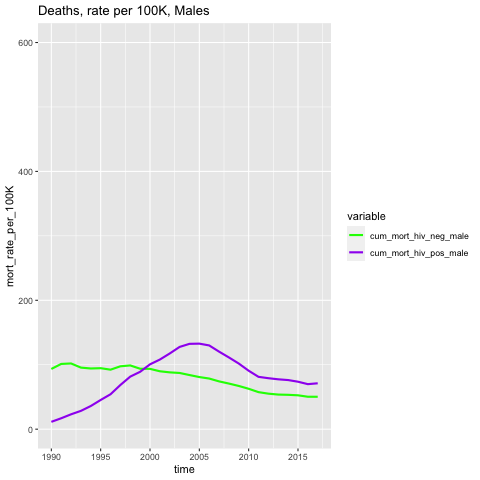 Deaths, rate per 100K, Males
600
400
200
0
mort_rate_per_100K
1990 1995 2000 2005 2010 2015
time
variable
cum_mort_hiv_neg_male
cum_mort_hiv_pos_male